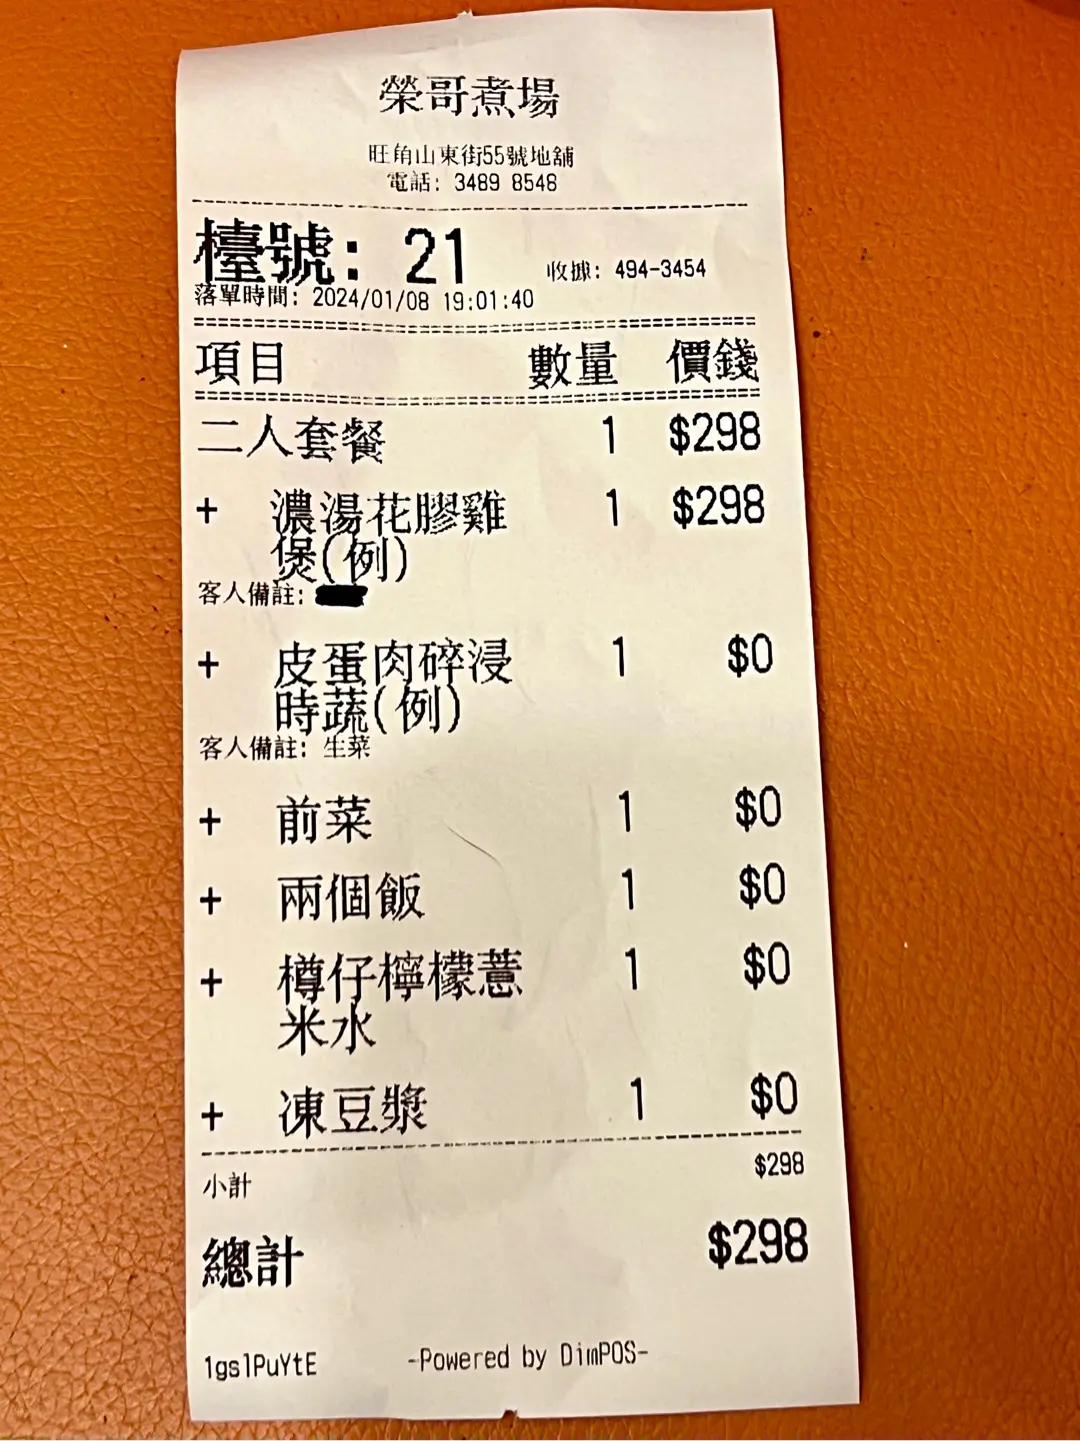 榮哥煮場
旺角山東街55號地舖
電話: 3489 8548
檯號: 21
收據: 494-3454
落單時間: 2024/01/08 19:01:40
項目 數量 價錢
二人套餐 1 $298
+ 濃湯花膠雞 1 $298
煲(例)
客人備註:
+ 皮蛋肉碎浸 1 $0
時蔬(例)
客人備註: 生菜
+ 前菜 1 $0
+ 兩個飯 1 $0
+ 樽仔檸檬薏 1 $0
米水
+ 凍豆漿 1 $0
小計 $298
總計 $298
1gslPuYtE -Powered by DimPOS-